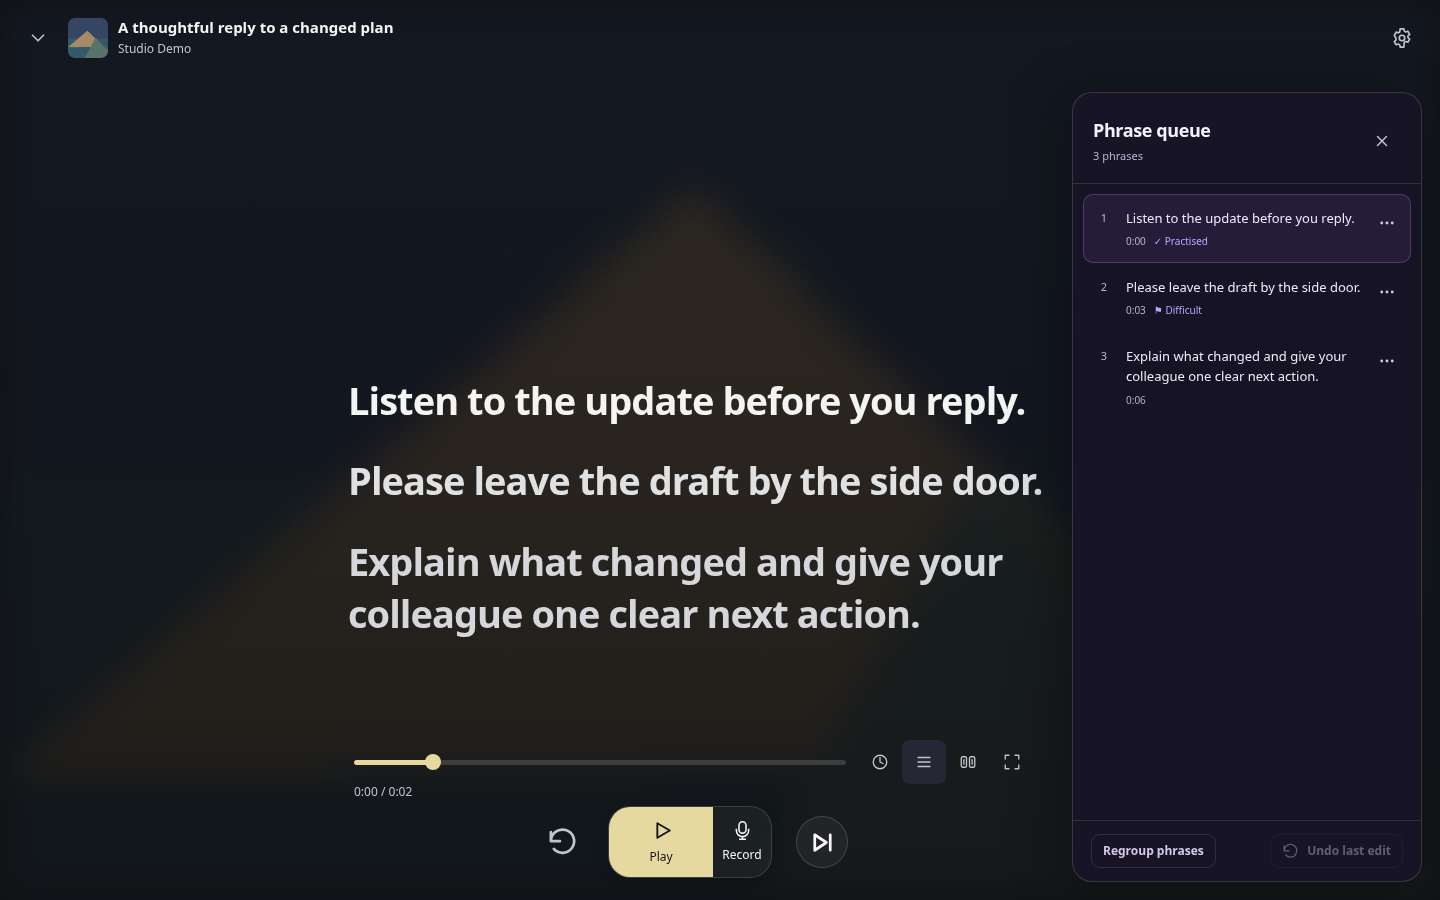 A thoughtful reply to a changed plan
Studio Demo
Phrase queue
3 phrases
1 Listen to the update before you reply.
0:00 ✓ Practised
2 Please leave the draft by the side door.
0:03 ⚑ Difficult
3 Explain what changed and give your
colleague one clear next action.
0:06
Listen to the update before you reply.
Please leave the draft by the side door.
Explain what changed and give your
colleague one clear next action.
0:00 / 0:02
Play
Record
Regroup phrases
Undo last edit